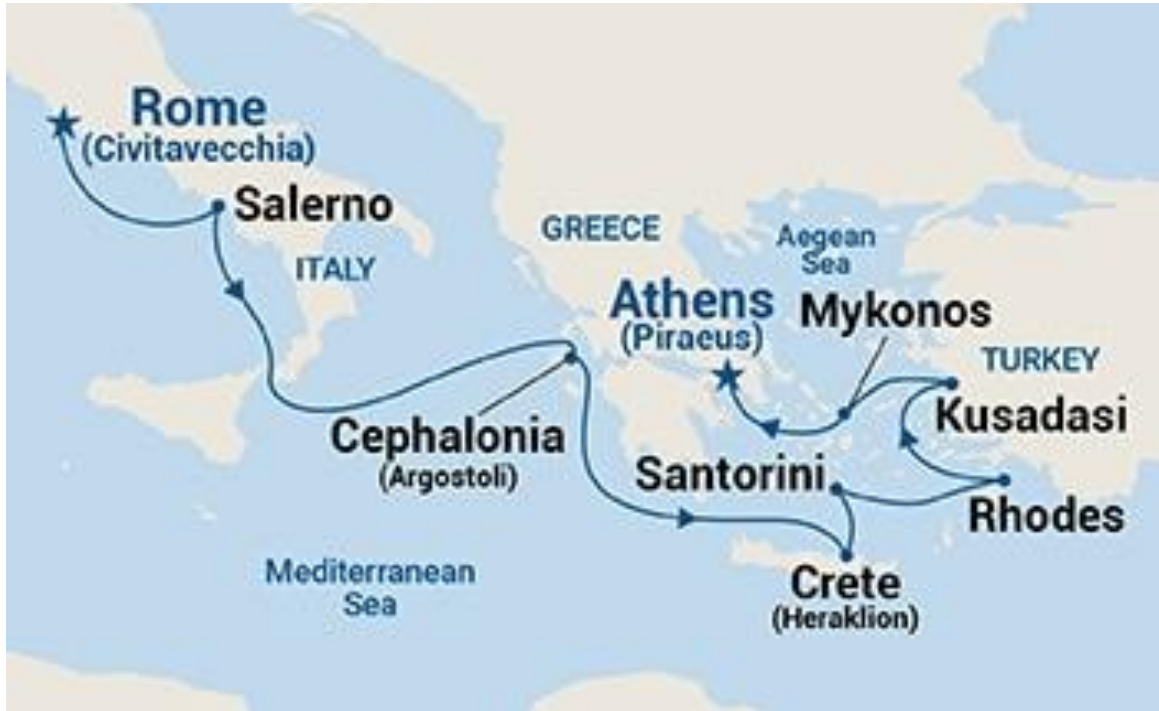 Rome
(Civitavecchia)
Salerno
ITALY
GREECE
Aegean
Sea
Athens
(Piraeus)
Mykonos
TURKEY
Kusadasi
Cephalonia
(Argostoli)
Santorini
Rhodes
Crete
(Heraklion)
Mediterranean
Sea